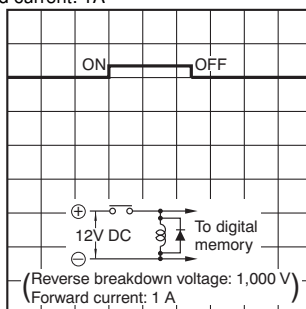 d current: 1A
ON OFF
⊕
12V DC
To digital
memory
⊖
(Reverse breakdown voltage: 1,000 V
Forward current: 1 A)